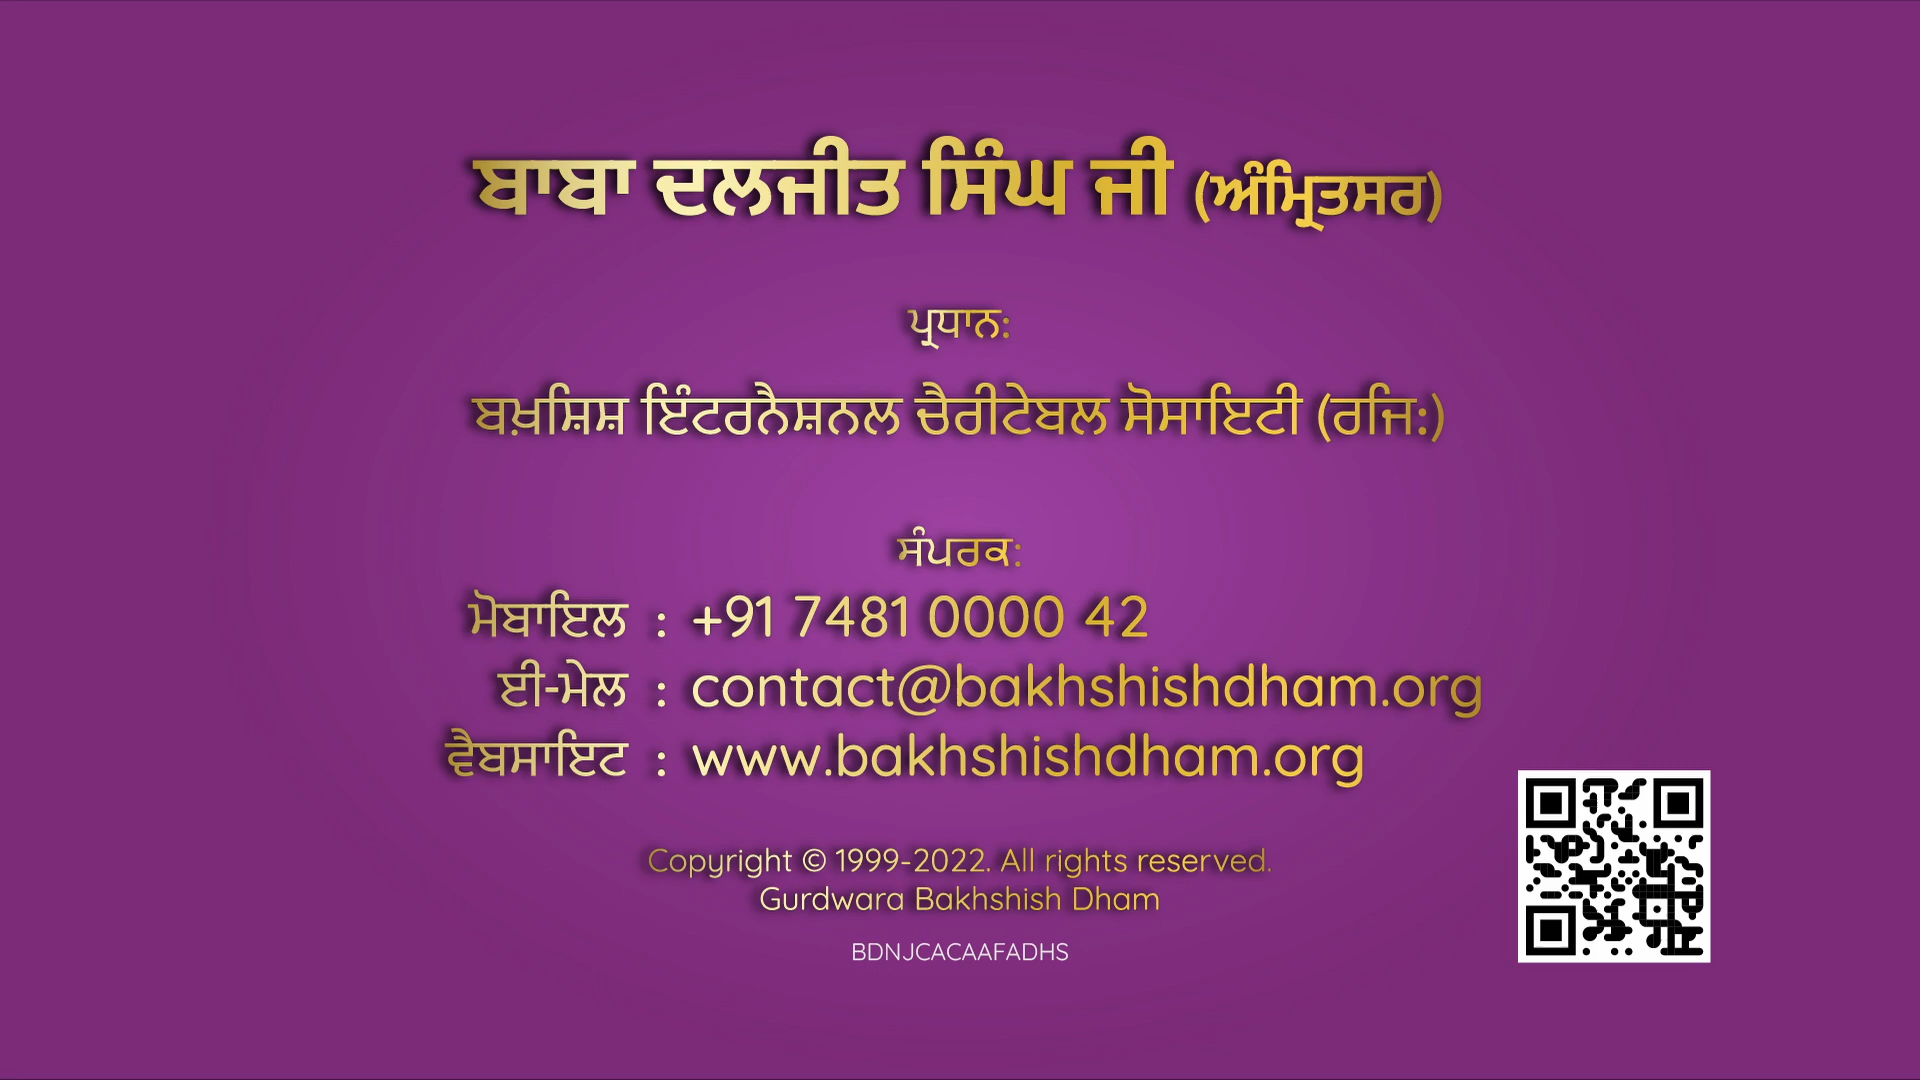 ਬਾਬਾ ਦਲਜੀਤ ਸਿੰਘ ਜੀ (ਅੰਮ੍ਰਿਤਸਰ)
ਪ੍ਰਧਾਨ:
ਬਖ਼ਸ਼ਿਸ਼ ਇੰਟਰਨੈਸ਼ਨਲ ਚੈਰੀਟੇਬਲ ਸੋਸਾਇਟੀ (ਰਜਿ:)
ਸੰਪਰਕ:
ਮੋਬਾਇਲ : +91 7481 0000 42
ਈ-ਮੇਲ : contact@bakhshishdham.org
ਵੈਬਸਾਇਟ : www.bakhshishdham.org
Copyright © 1999-2022. All rights reserved.
Gurdwara Bakhshish Dham
BDNJCACAAFADHS